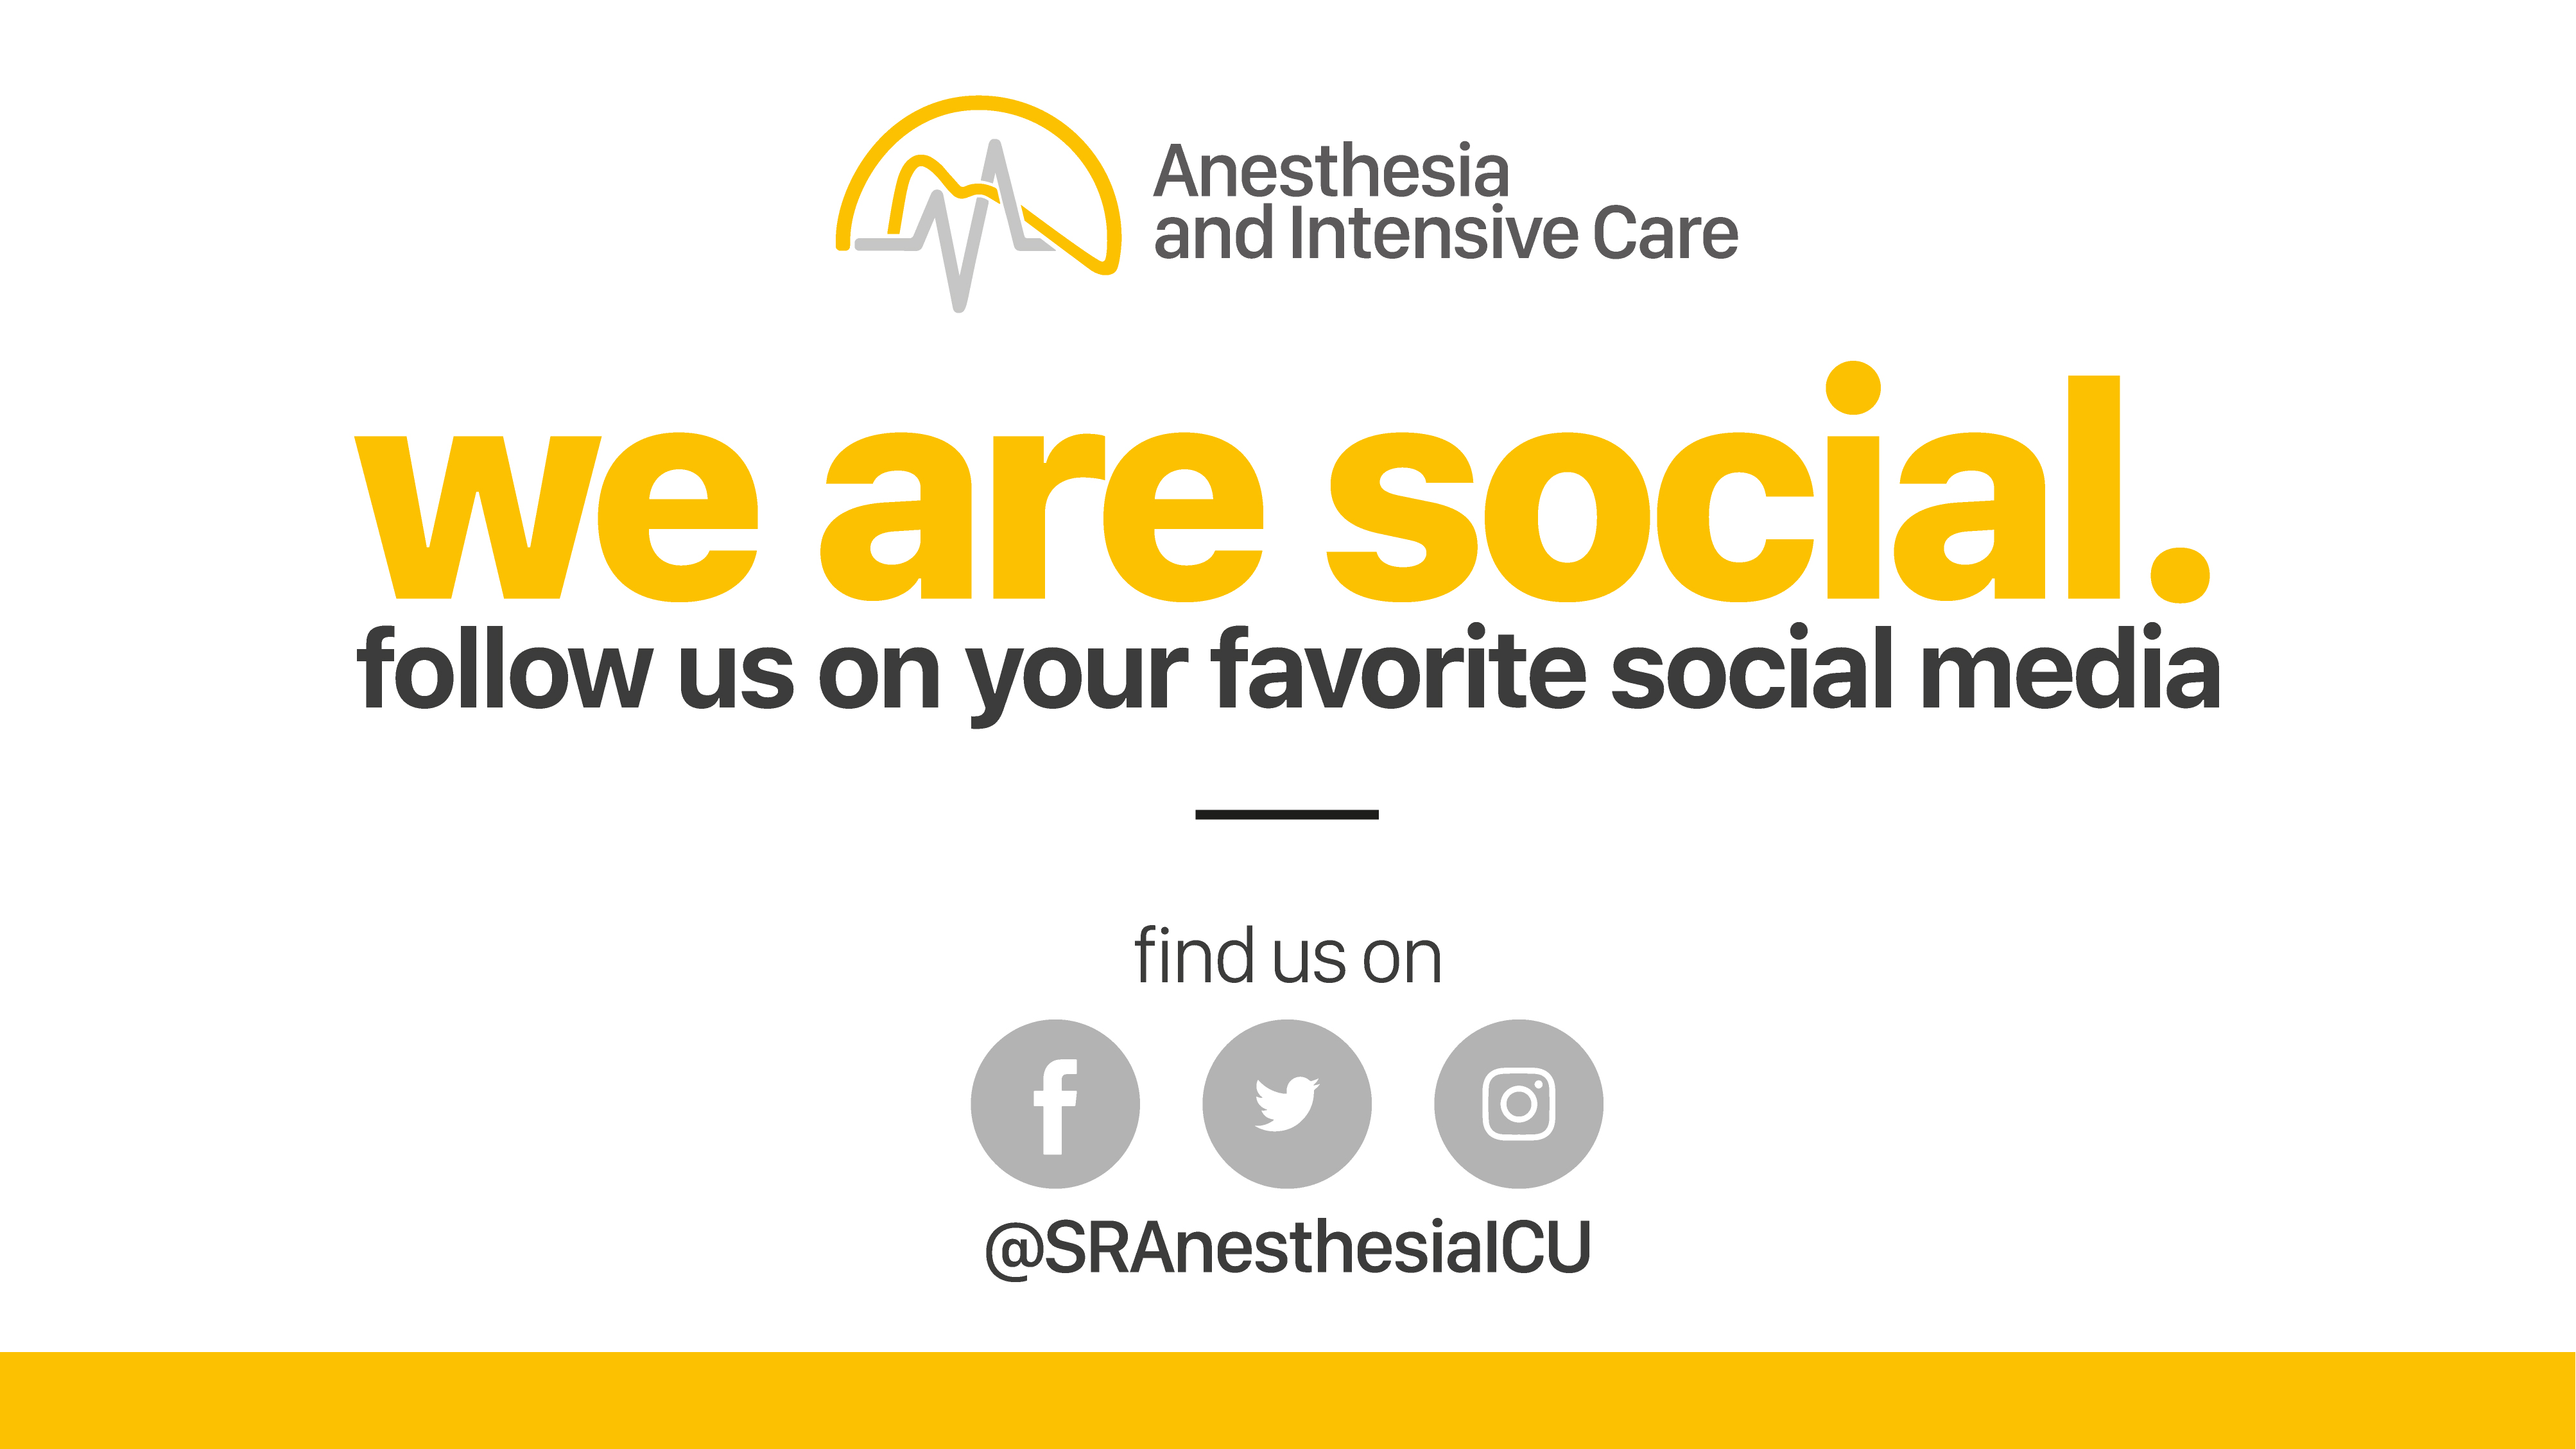 Anesthesia
and Intensive Care
we are social.
follow us on your favorite social media
find us on
@SRAnesthesiaICU